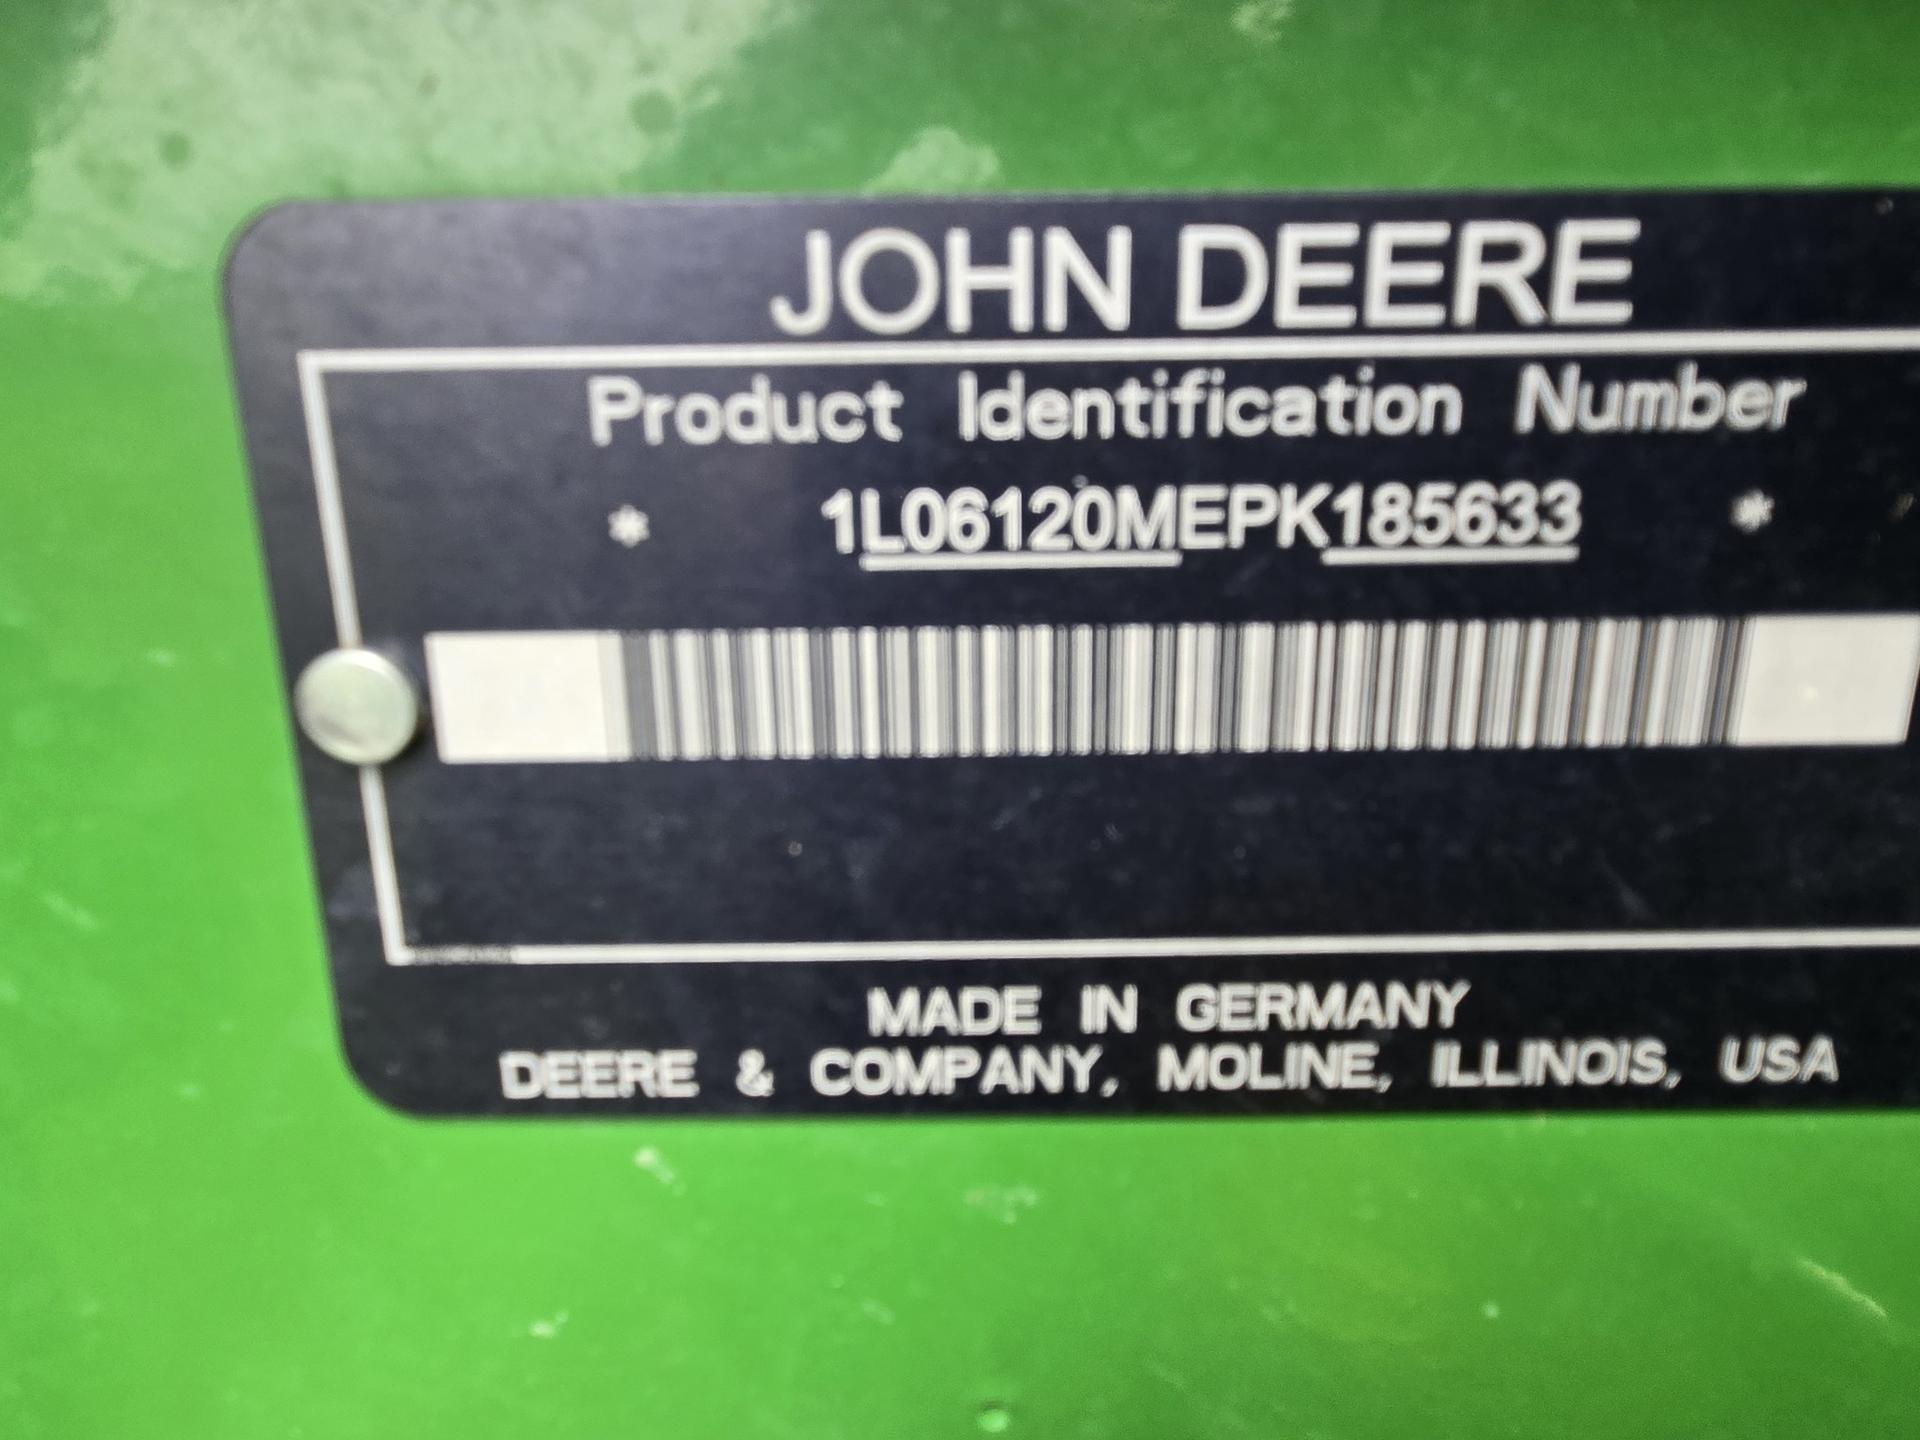 JOHN DEERE
Product Identification Number
* 1L06120MEPK185633 *
MADE IN GERMANY
DEERE & COMPANY, MOLINE, ILLINOIS, USA